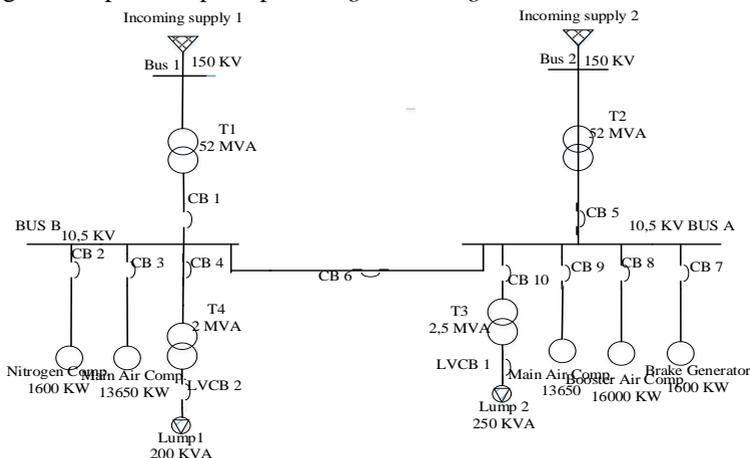 Incoming supply 1
Incoming supply 2
Bus 1
150 KV
Bus 2
150 KV
T1
52 MVA
T2
52 MVA
CB 1
CB 5
BUS B
10,5 KV
10,5 KV BUS A
CB 2
CB 3
CB 4
CB 6
CB 10
CB 9
CB 8
CB 7
T4
2 MVA
T3
2,5 MVA
Nitrogen Comp
1600 KW
Main Air Comp
13650 KW
LVCB 2
Lump1
200 KVA
LVCB 1
Lump 2
250 KVA
Main Air Comp
13650
Booster Air Comp
16000 KW
Brake Generator
1600 KW